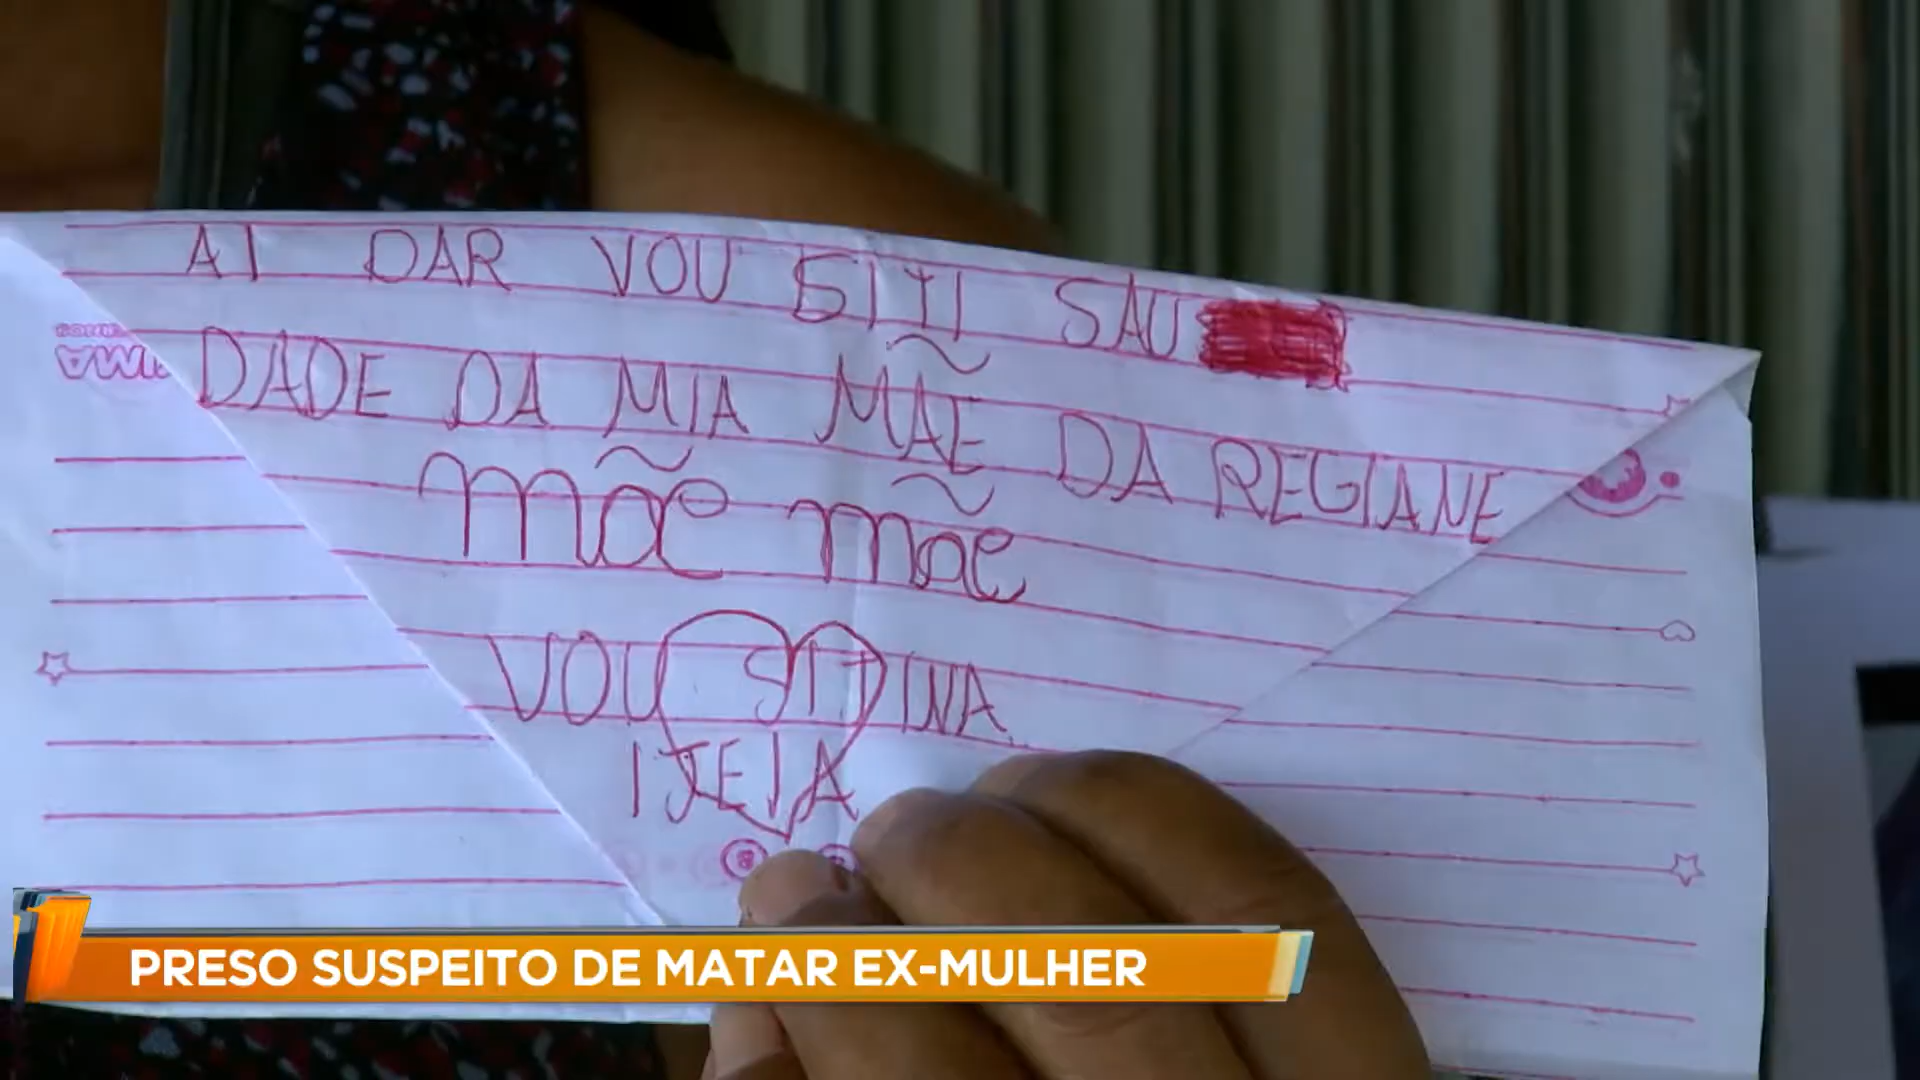 AI DAR VOU SITI SAU
DADE DA MIA MÃE DA REGIANE
mãe mãe
VOU SITINA
IJEIA
PRESO SUSPEITO DE MATAR EX-MULHER